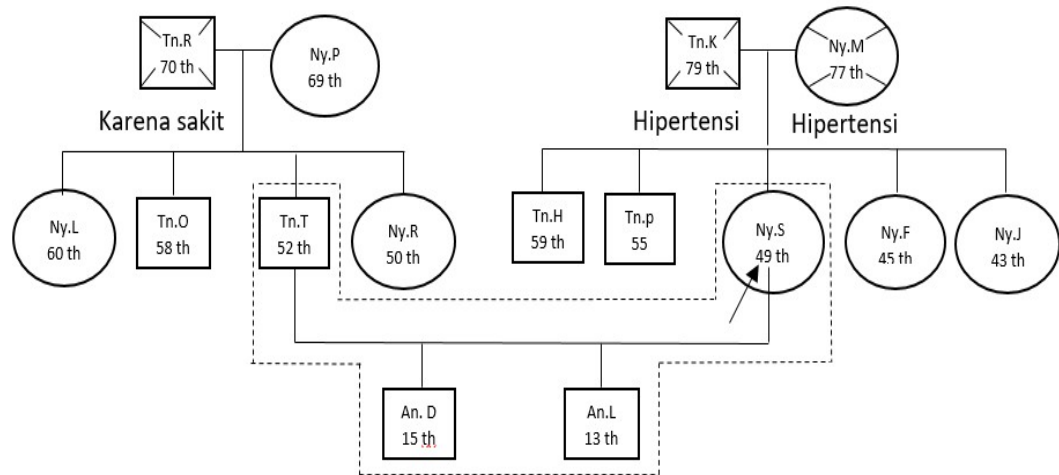 Tn.R
70 th
Ny.P
69 th
Tn.K
79 th
Ny.M
77 th
Karena sakit
Hipertensi
Hipertensi
Ny.L
60 th
Tn.O
58 th
Tn.T
52 th
Ny.R
50 th
Tn.H
59 th
Tn.p
55
Ny.S
49 th
Ny.F
45 th
Ny.J
43 th
An. D
15 th
An.L
13 th